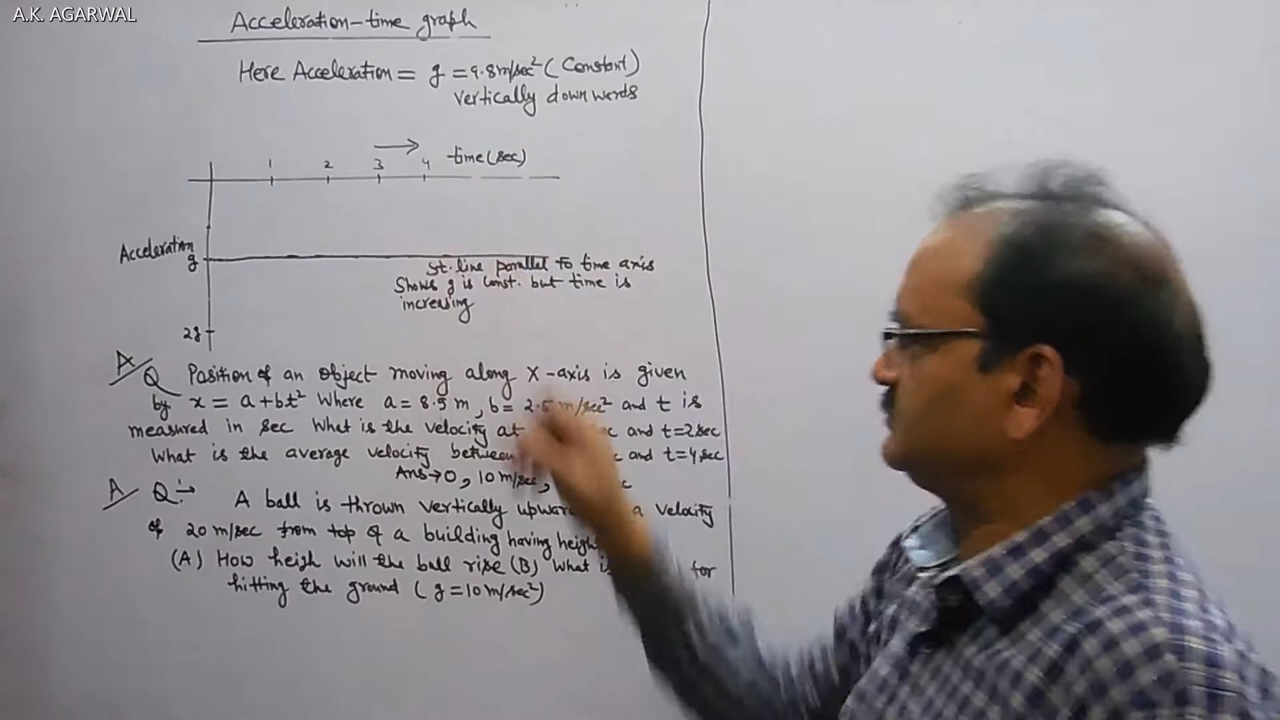 A.K. AGARWAL
Acceleration-time graph
Here Acceleration = g = 9.8m/sec² (Constant)
vertically downwerds
1 2 3 4 time(sec)
Acceleration
g
St. line parallel to time axis
Shows g is const. but time is
increasing
2g
A/Q Position of an object moving along X-axis is given
by x = a+bt² where a = 8.5 m, b= 2.5 m/sec² and t is
measured in sec What is the velocity at sec and t=2sec
What is the average velocity between and t=4sec
Ans→0, 10 m/sec,
A/ Q:→ A ball is thrown vertically a velocity
of 20 m/sec from top of a building having height
(A) How heigh will the ball rise (B) What for
hitting the ground (g=10m/sec²)